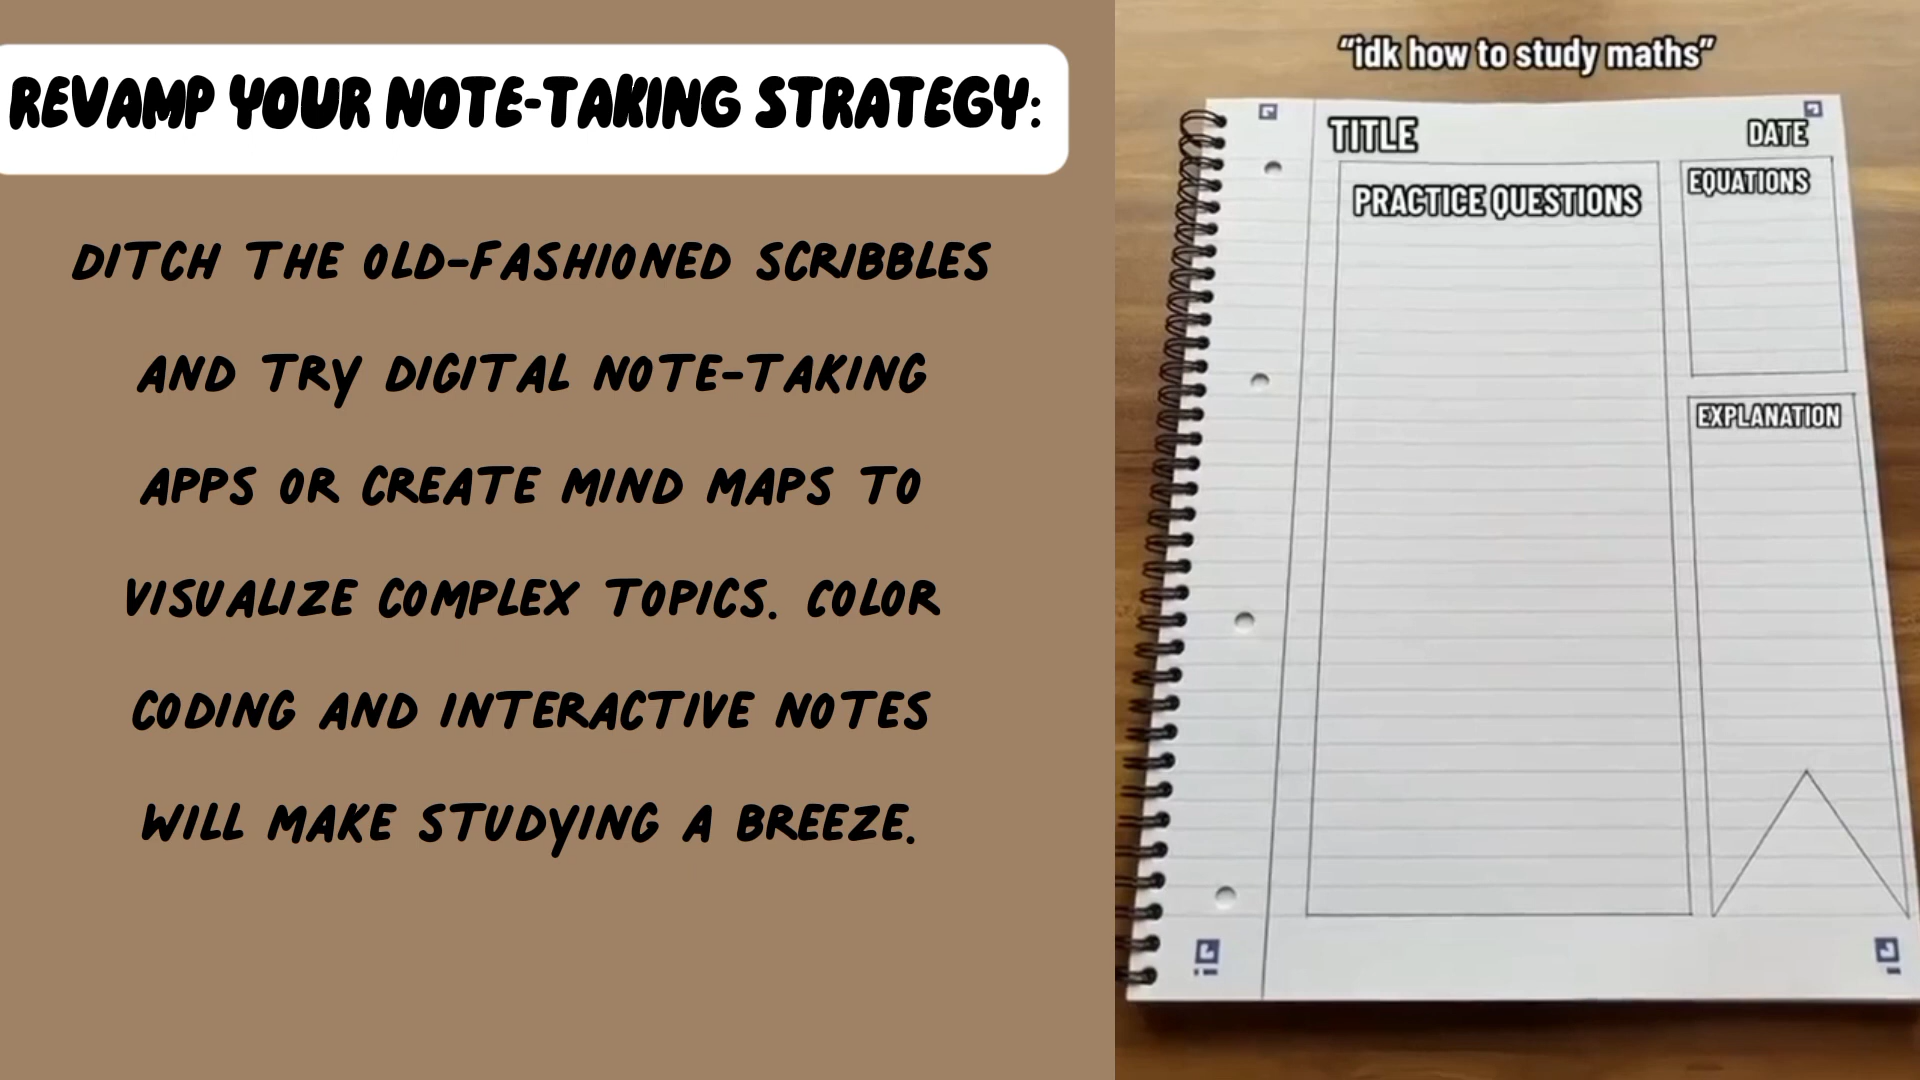 REVAMP YOUR NOTE-TAKING STRATEGY:
DITCH THE OLD-FASHIONED SCRIBBLES
AND TRY DIGITAL NOTE-TAKING
APPS OR CREATE MIND MAPS TO
VISUALIZE COMPLEX TOPICS. COLOR
CODING AND INTERACTIVE NOTES
WILL MAKE STUDYING A BREEZE.
“idk how to study maths”
TITLE
DATE
PRACTICE QUESTIONS
EQUATIONS
EXPLANATION